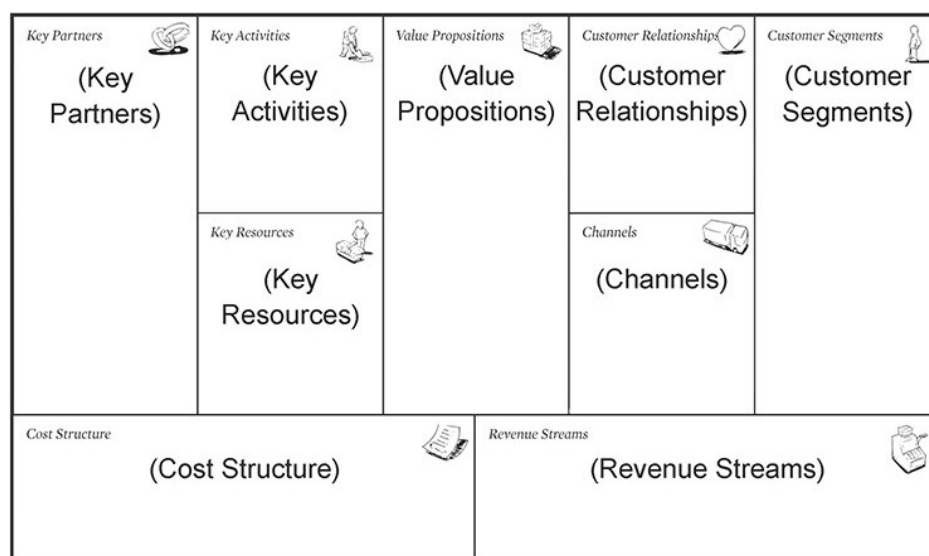 Key Partners
(Key
Partners)
Key Activities
(Key
Activities)
Key Resources
(Key
Resources)
Value Propositions
(Value
Propositions)
Customer Relationships
(Customer
Relationships)
Channels
(Channels)
Customer Segments
(Customer
Segments)
Cost Structure
(Cost Structure)
Revenue Streams
(Revenue Streams)